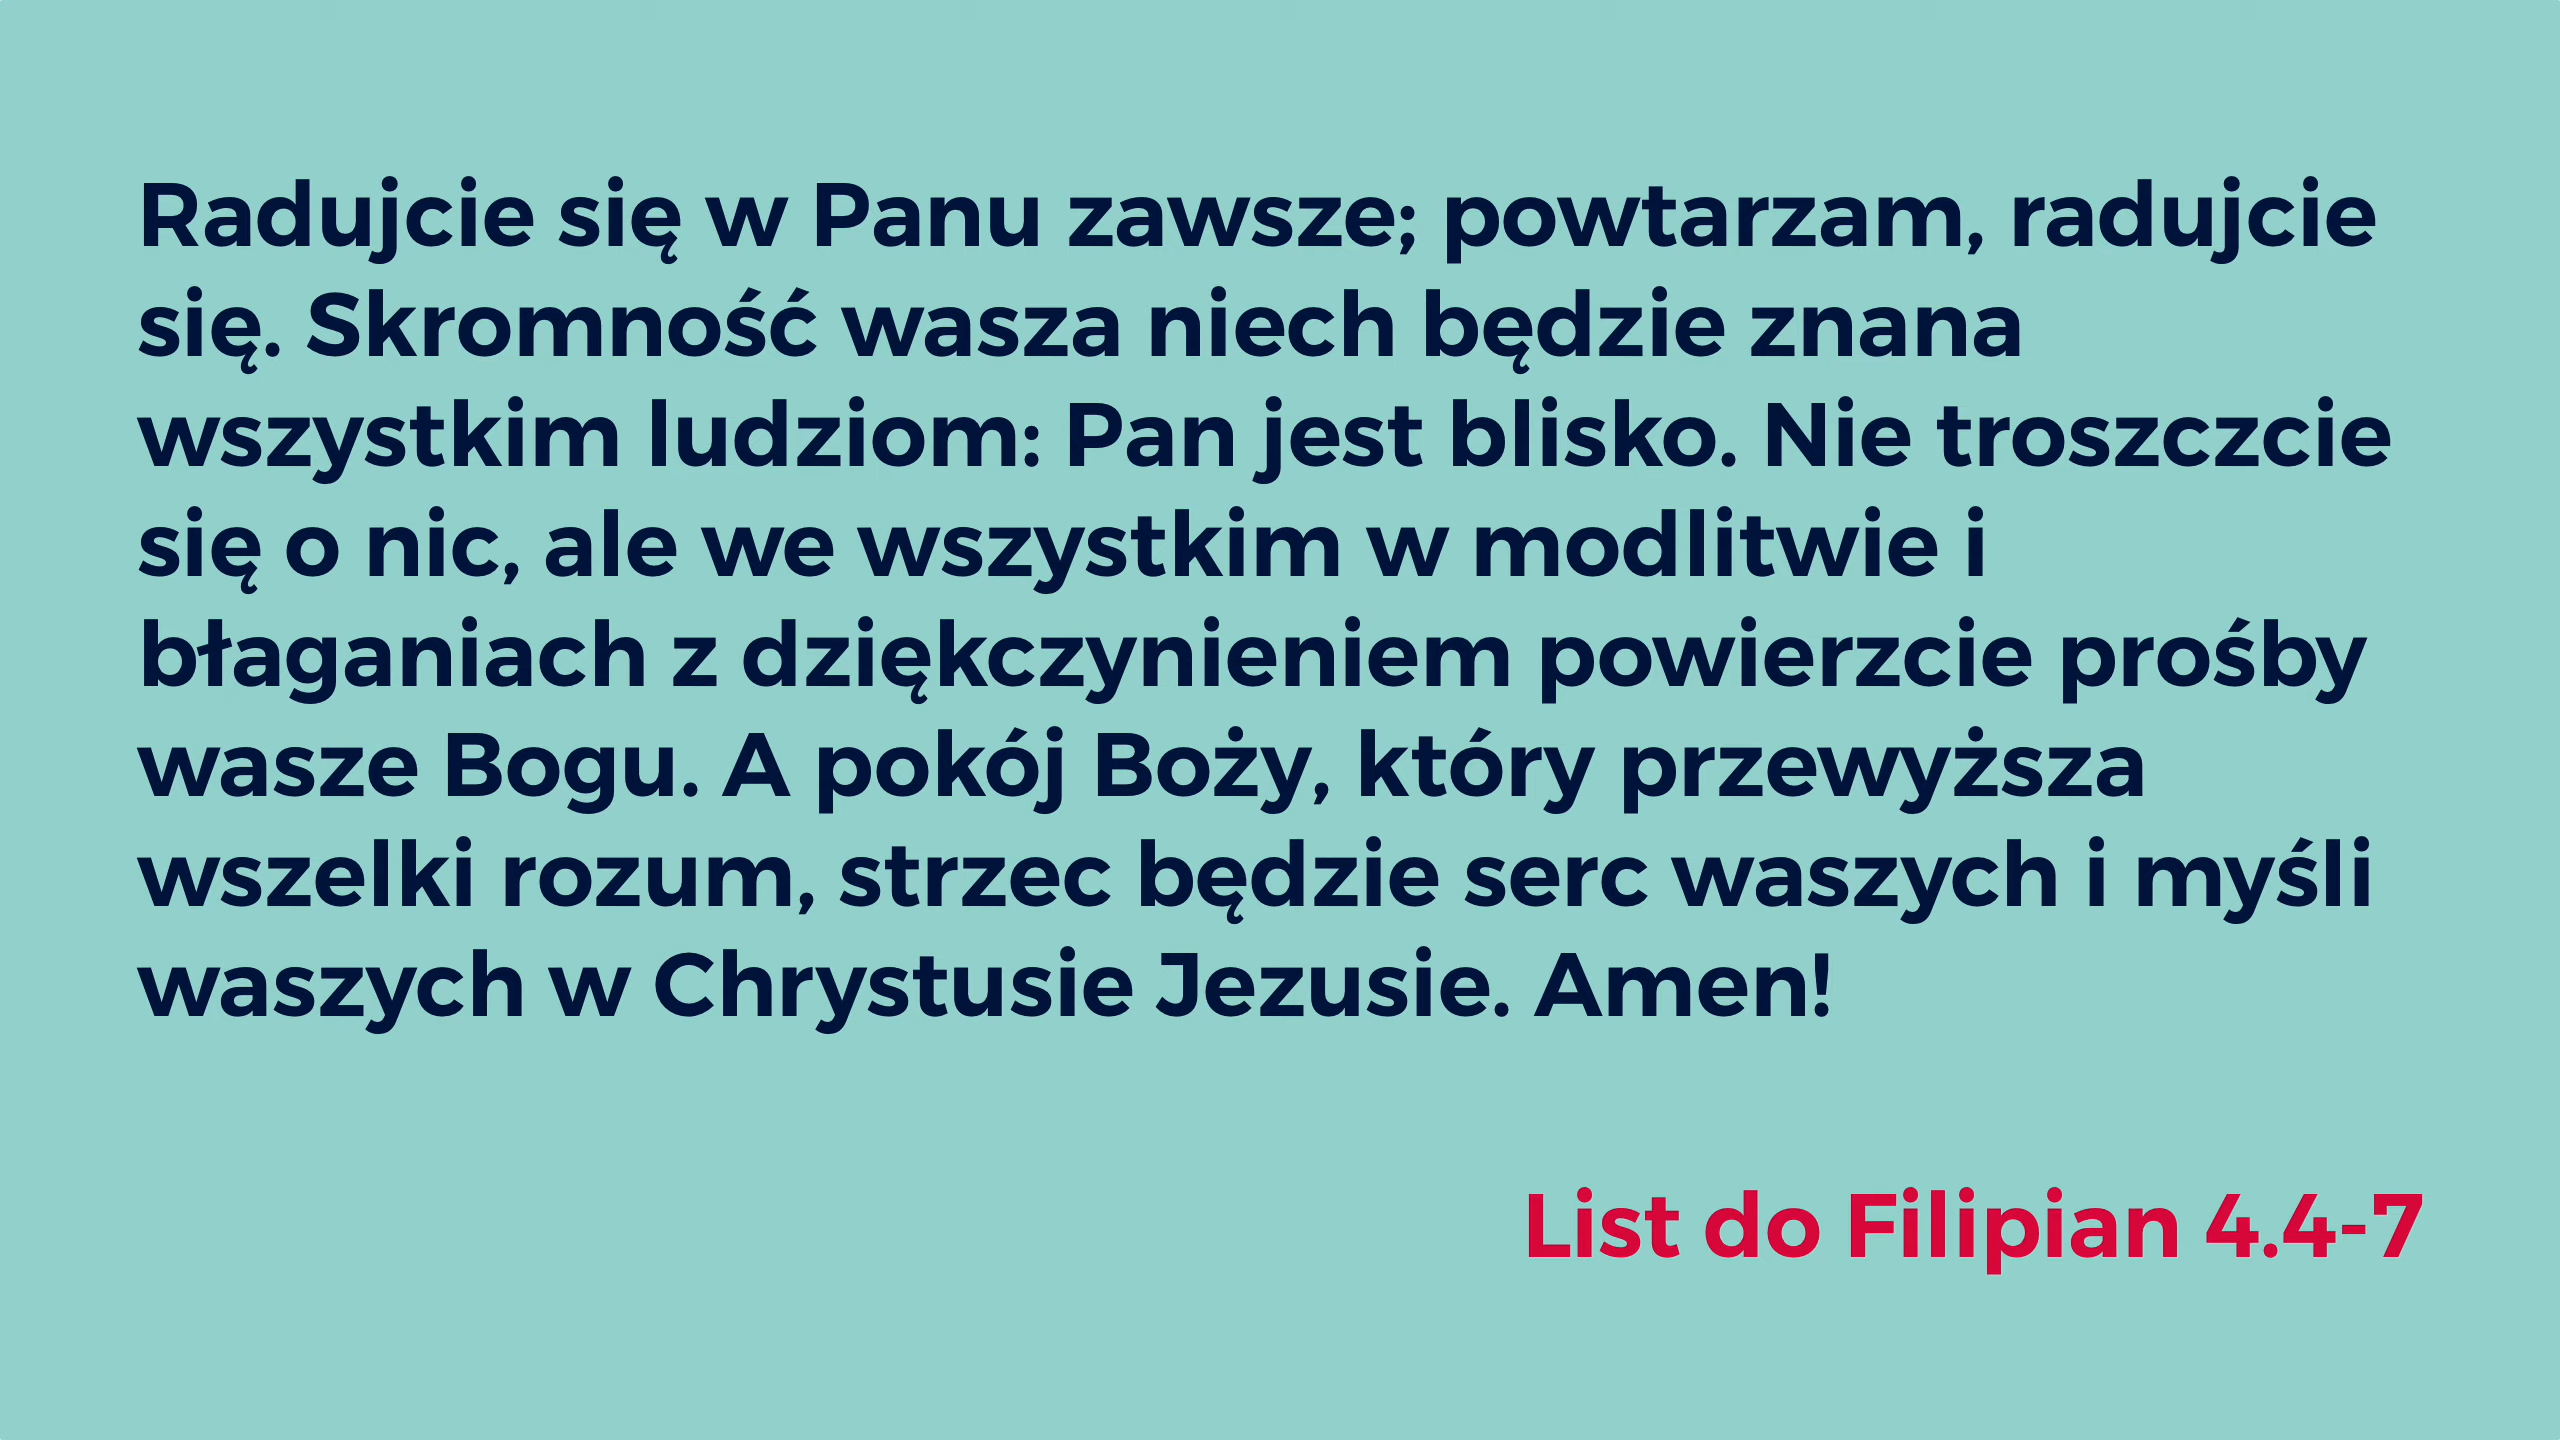 Radujcie się w Panu zawsze; powtarzam, radujcie
się. Skromność wasza niech będzie znana
wszystkim ludziom: Pan jest blisko. Nie troszczcie
się o nic, ale we wszystkim w modlitwie i
błaganiach z dziękczynieniem powierzcie prośby
wasze Bogu. A pokój Boży, który przewyższa
wszelki rozum, strzec będzie serc waszych i myśli
waszych w Chrystusie Jezusie. Amen!
List do Filipian 4.4-7